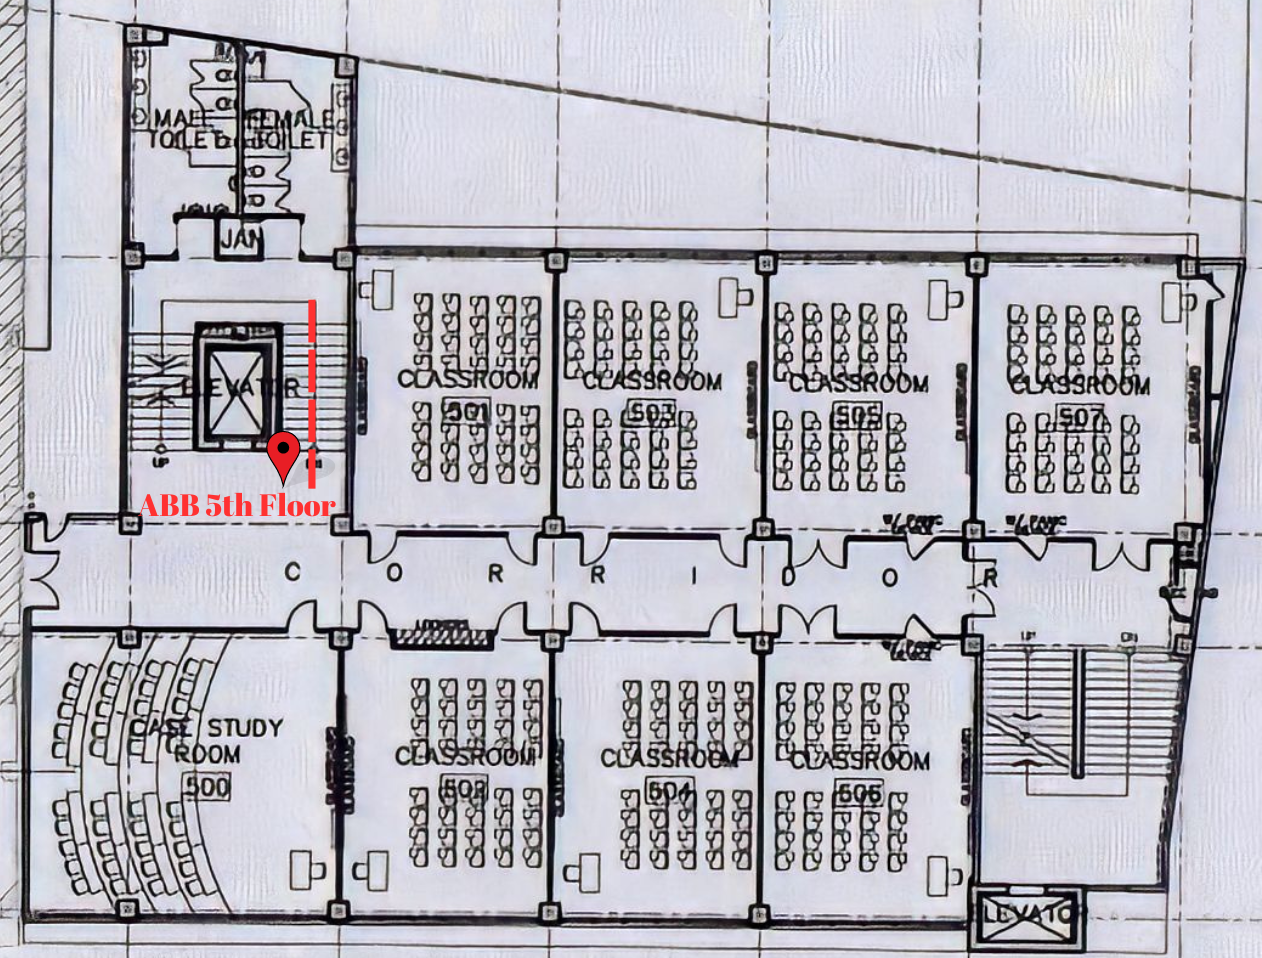 MALE
TOILET
FEMALE
TOILET
JAN
ELEVATOR
UP
ABB 5th Floor
CLASSROOM
501
CLASSROOM
503
CLASSROOM
505
CLASSROOM
507
C O R R I D O R
LOCKERS
CASE STUDY
ROOM
500
CLASSROOM
502
CLASSROOM
504
CLASSROOM
506
ELEVATOR